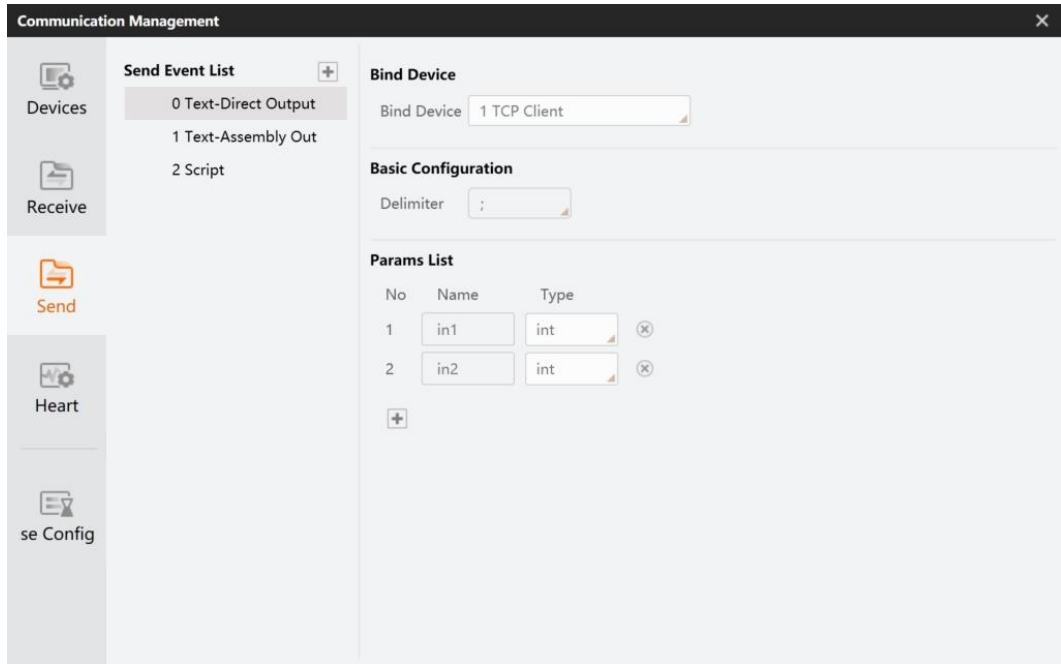 Communication Management
Devices
Receive
Send
Heart
se Config
Send Event List
0 Text-Direct Output
1 Text-Assembly Out
2 Script
Bind Device
Bind Device 1 TCP Client
Basic Configuration
Delimiter ;
Params List
No Name Type
1 in1 int
2 in2 int